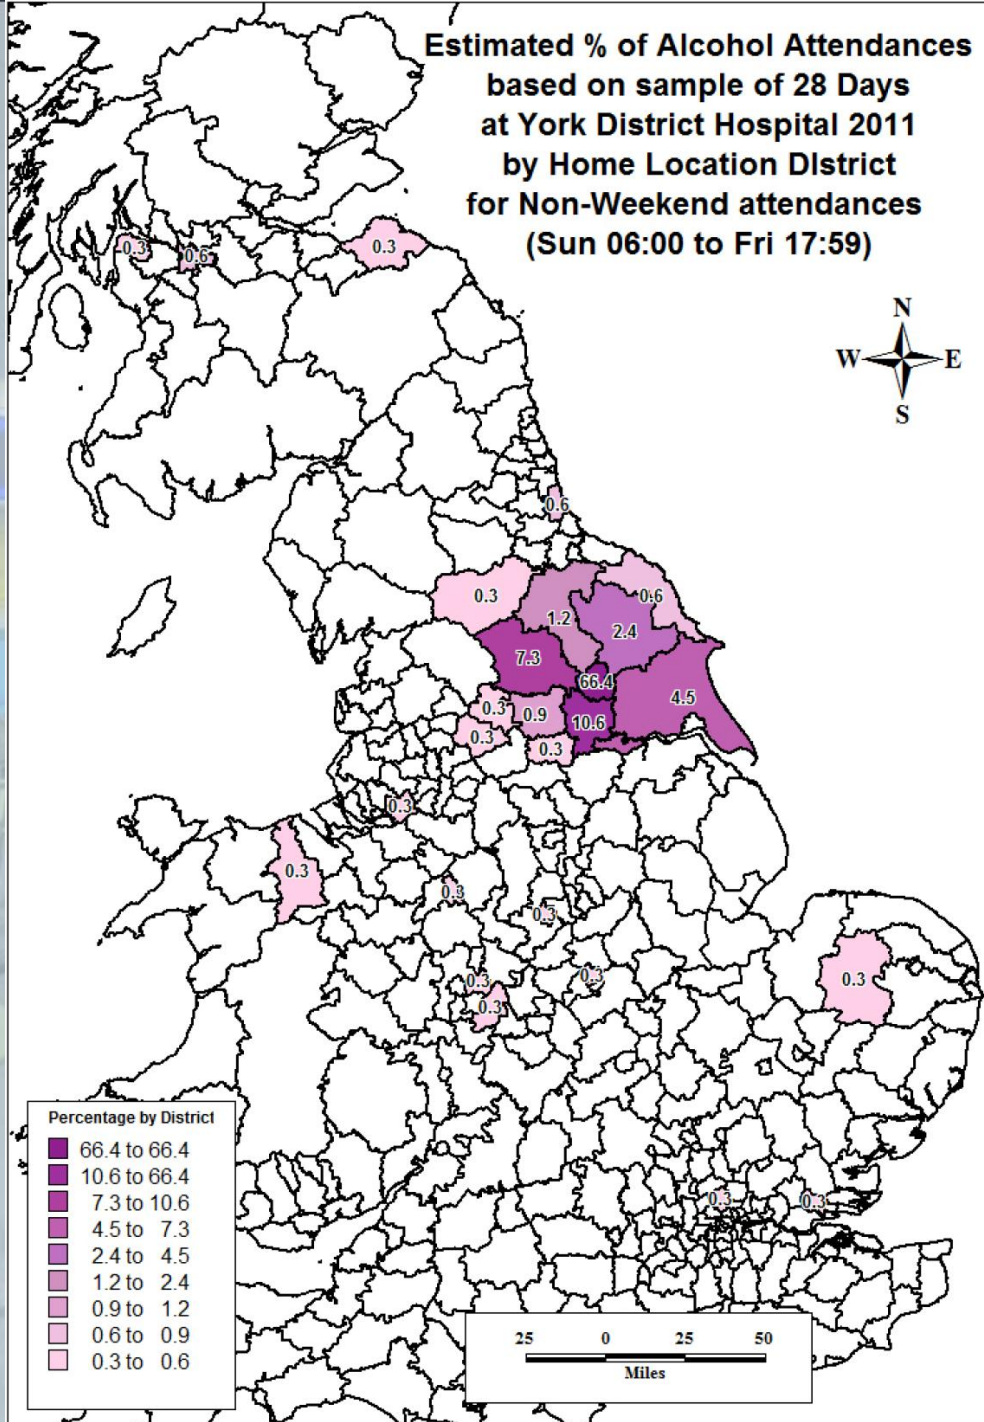 Estimated % of Alcohol Attendances
based on sample of 28 Days
at York District Hospital 2011
by Home Location DIstrict
for Non-Weekend attendances
(Sun 06:00 to Fri 17:59)
0.3
0.6
0.3
N
W E
S
0.6
0.3
1.2
0.6
2.4
7.3
66.4
4.5
0.3
0.9
10.6
0.3
0.3
0.3
0.3
0.3
0.3
0.3
0.3
0.3
0.3
0.3
0.3
Percentage by District
66.4 to 66.4
10.6 to 66.4
7.3 to 10.6
4.5 to 7.3
2.4 to 4.5
1.2 to 2.4
0.9 to 1.2
0.6 to 0.9
0.3 to 0.6
25 0 25 50
Miles